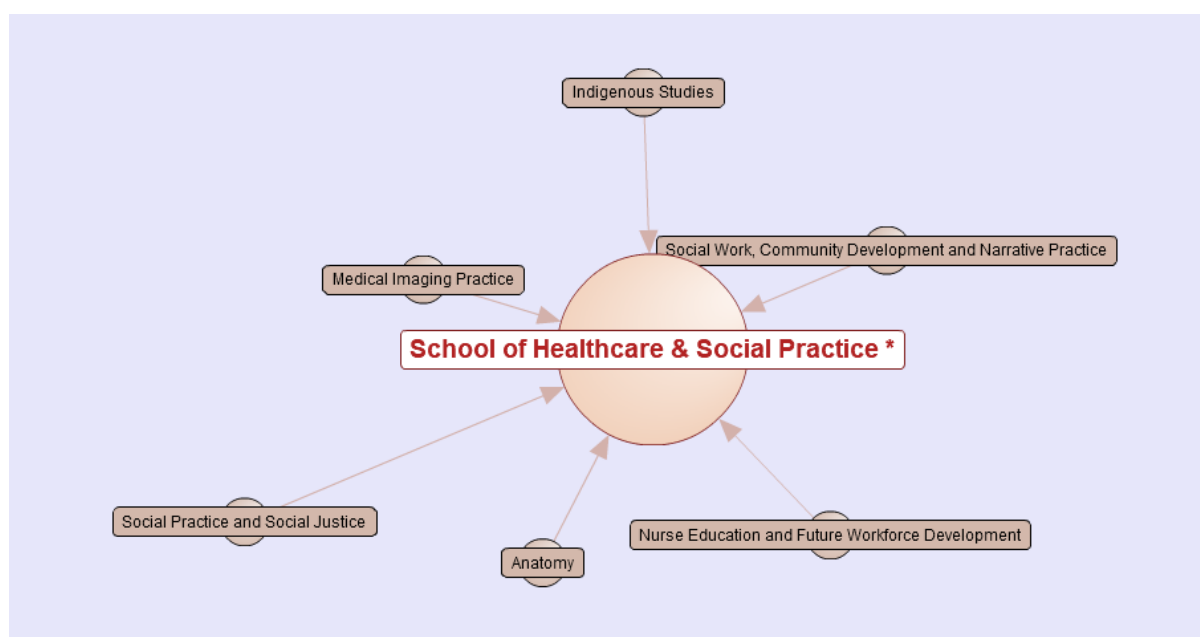 Indigenous Studies
Social Work, Community Development and Narrative Practice
Medical Imaging Practice
School of Healthcare & Social Practice *
Social Practice and Social Justice
Nurse Education and Future Workforce Development
Anatomy